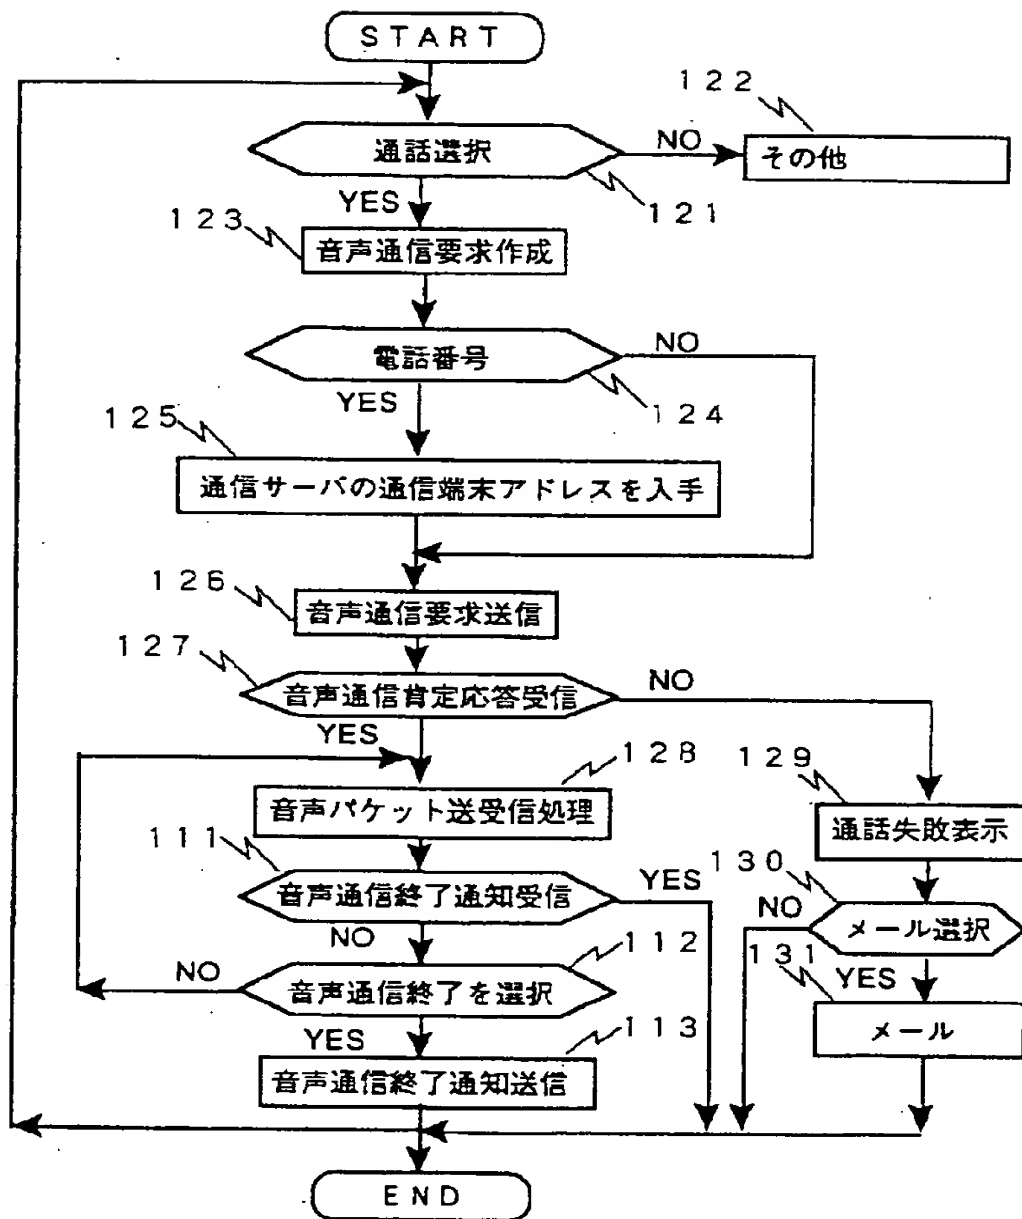 START
122
通話選択
NO
その他
121
YES
123
音声通信要求作成
電話番号
NO
124
YES
125
通信サーバの通信端末アドレスを入手
126
音声通信要求送信
127
音声通信肯定応答受信
NO
YES
128
129
音声パケット送受信処理
通話失敗表示
111
130
音声通信終了通知受信
YES
NO
メール選択
NO
112
131
NO
音声通信終了を選択
YES
YES
113
メール
音声通信終了通知送信
END